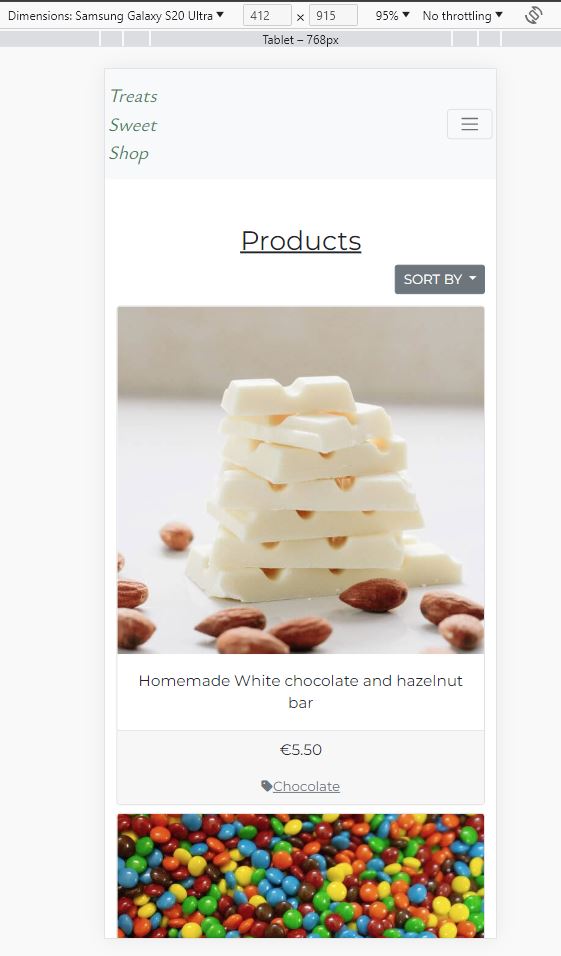 Dimensions: Samsung Galaxy S20 Ultra 412 × 915 95% No throttling
Tablet – 768px
Treats
Sweet
Shop
Products
SORT BY
Homemade White chocolate and hazelnut
bar
€5.50
Chocolate